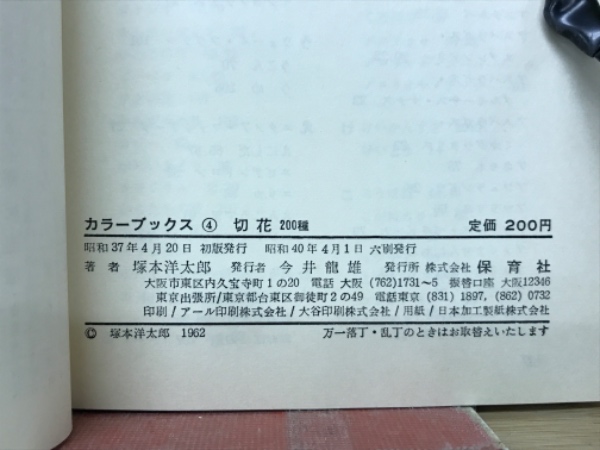 カラーブックス ④ 切花 200種 定価 200円
昭和37年4月20日 初版発行 昭和40年4月1日 六刷発行
著者 塚本洋太郎 発行者 今井龍雄 発行所 株式会社 保育社
大阪市東区内久宝寺町1の20 電話 大阪(762)1731～5 振替口座 大阪12346
東京出張所/東京都台東区御徒町2の49 電話東京(831)1897,(862)0732
印刷/アール印刷株式会社/大谷印刷株式会社/用紙/日本加工製紙株式会社
© 塚本洋太郎 1962 万一落丁・乱丁のときはお取替えいたします